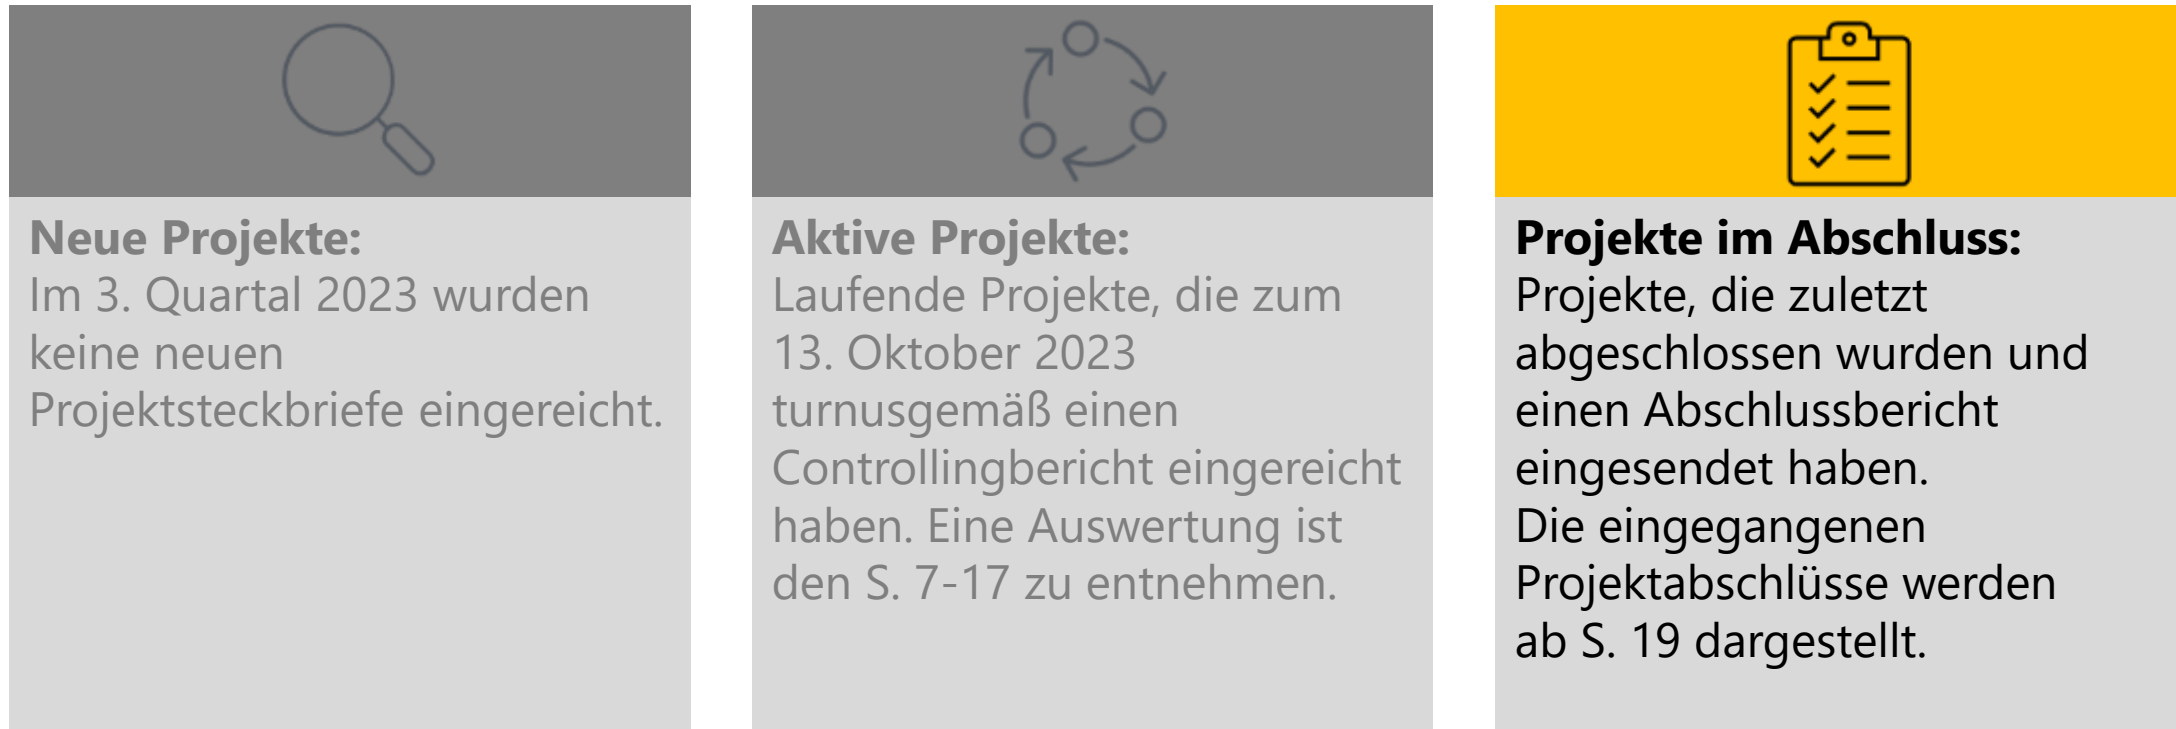 Neue Projekte:
Im 3. Quartal 2023 wurden
keine neuen
Projektsteckbriefe eingereicht.
Aktive Projekte:
Laufende Projekte, die zum
13. Oktober 2023
turnusgemäß einen
Controllingbericht eingereicht
haben. Eine Auswertung ist
den S. 7-17 zu entnehmen.
Projekte im Abschluss:
Projekte, die zuletzt
abgeschlossen wurden und
einen Abschlussbericht
eingesendet haben.
Die eingegangenen
Projektabschlüsse werden
ab S. 19 dargestellt.